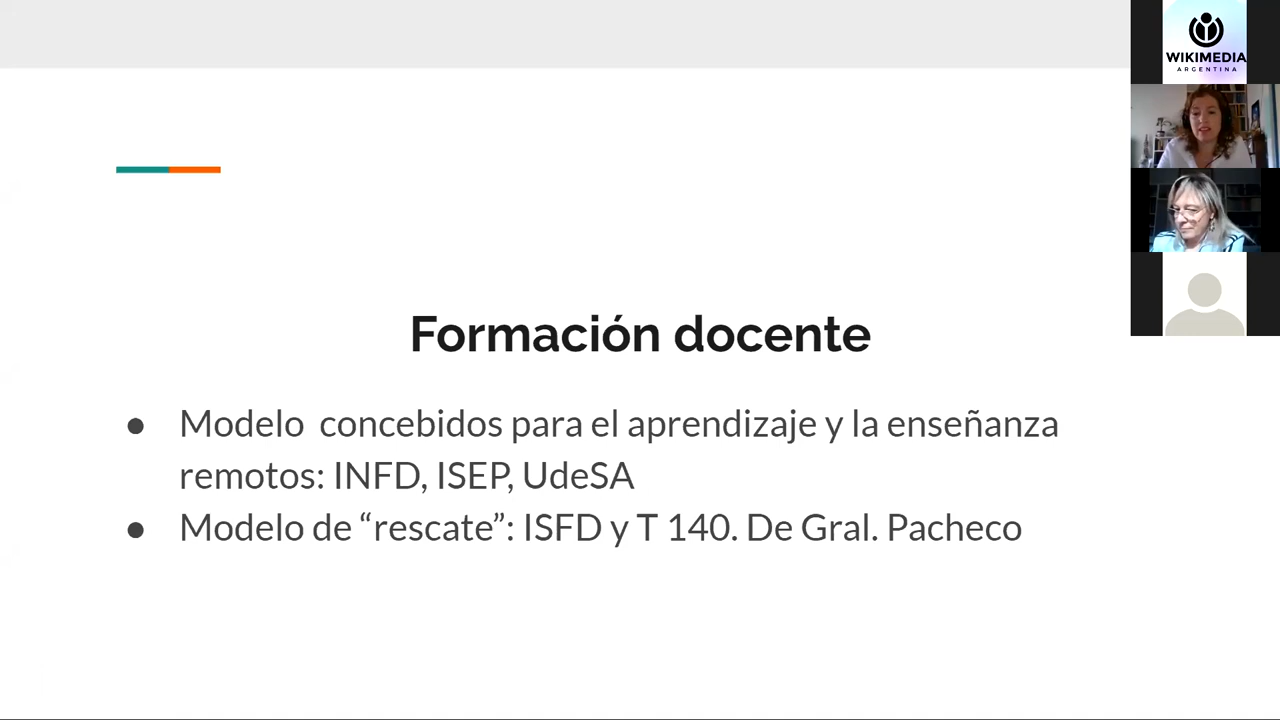 WIKIMEDIA
ARGENTINA
Formación docente
● Modelo  concebidos para el aprendizaje y la enseñanza
remotos: INFD, ISEP, UdeSA
● Modelo de “rescate”: ISFD y T 140. De Gral. Pacheco